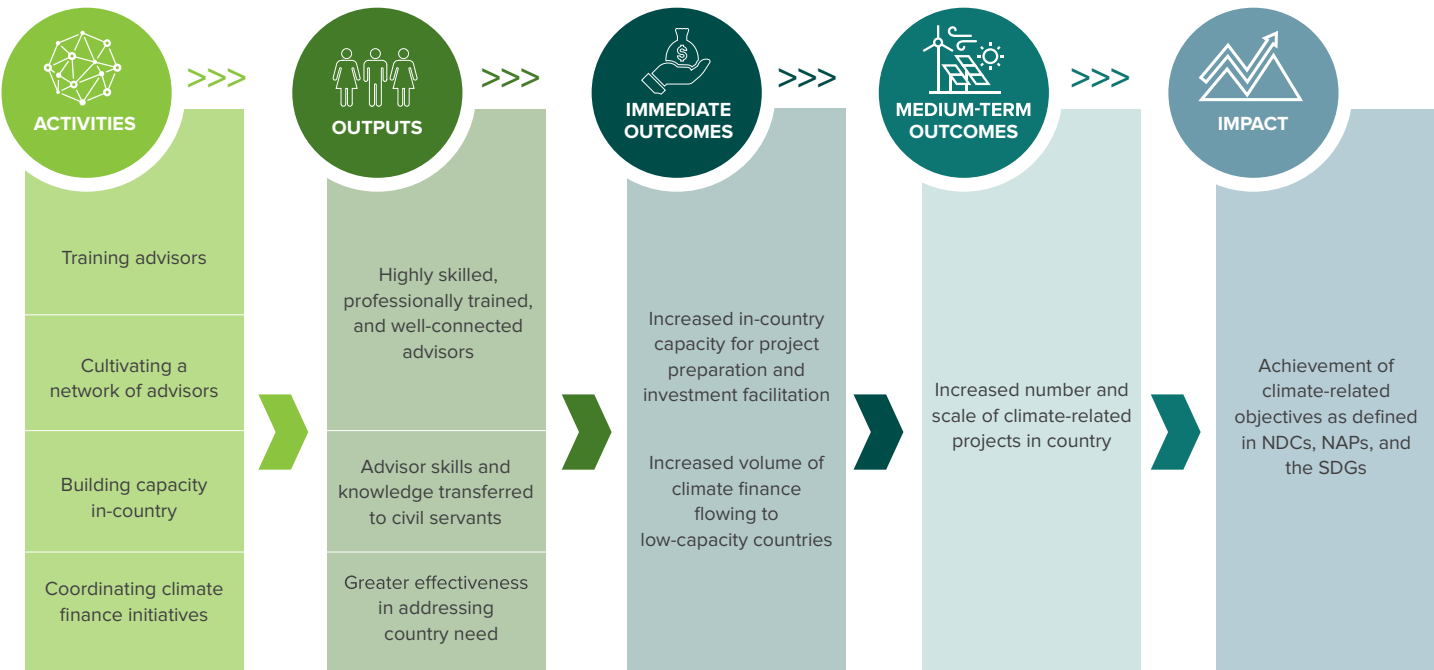 ACTIVITIES
>>>
Training advisors
Cultivating a
network of advisors
Building capacity
in-country
Coordinating climate
finance initiatives
OUTPUTS
>>>
Highly skilled,
professionally trained,
and well-connected
advisors
Advisor skills and
knowledge transferred
to civil servants
Greater effectiveness
in addressing
country need
$
IMMEDIATE
OUTCOMES
>>>
Increased in-country
capacity for project
preparation and
investment facilitation
Increased volume of
climate finance
flowing to
low-capacity countries
MEDIUM-TERM
OUTCOMES
>>>
Increased number and
scale of climate-related
projects in country
IMPACT
Achievement of
climate-related
objectives as defined
in NDCs, NAPs, and
the SDGs